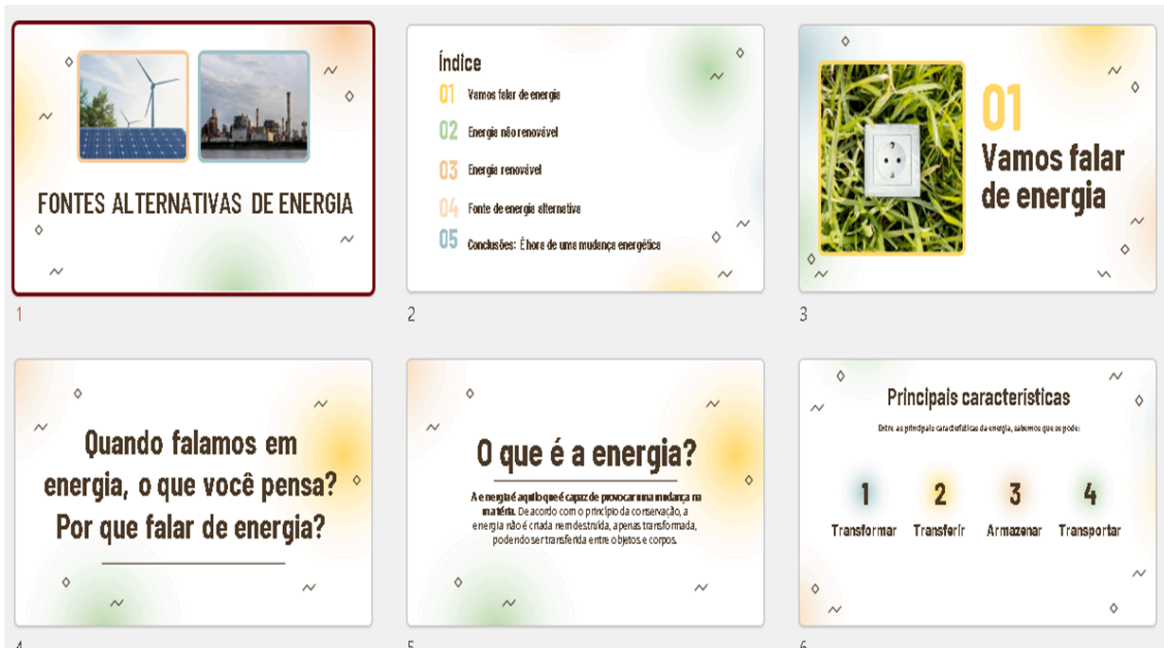 FONTES ALTERNATIVAS DE ENERGIA
1
Índice
01 Vamos falar de energia
02 Energia não renovável
03 Energia renovável
04 Fonte de energia alternativa
05 Conclusões: É hora de uma mudança energética
2
01
Vamos falar
de energia
3
Quando falamos em
energia, o que você pensa?
Por que falar de energia?
4
O que é a energia?
A energia é aquilo que é capaz de provocar uma mudança na
matéria. De acordo com o princípio da conservação, a
energia não é criada nem destruída, apenas transformada,
podendo ser transferida entre objetos e corpos.
5
Principais características
Entre as principais características da energia, sabemos que se pode:
1 2 3 4
Transformar Transferir Armazenar Transportar
6